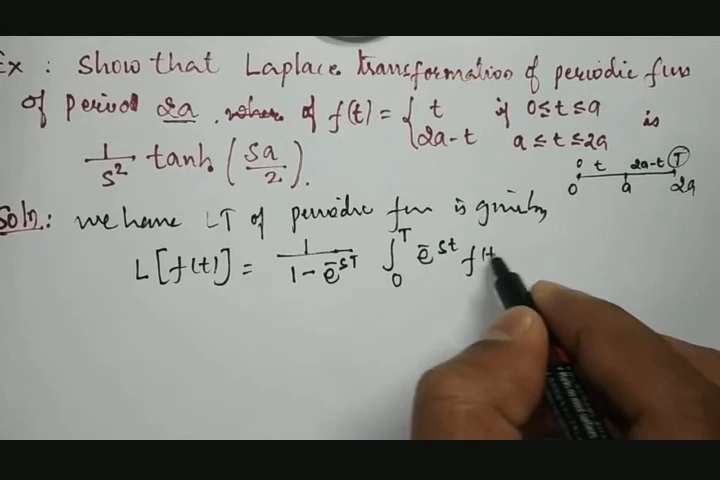 Ex : Show that Laplace transformation of periodic fun
of period 2a, where of f(t) = { t if 0≤t≤a is
2a-t a≤t≤2a
1/s² tanh (sa/2).
0 t 2a-t T
0 a 2a
Soln: we have LT of periodic fun is given by
L[f(t)] = 1/(1-e^-sT) ∫₀^T e^-st f(t